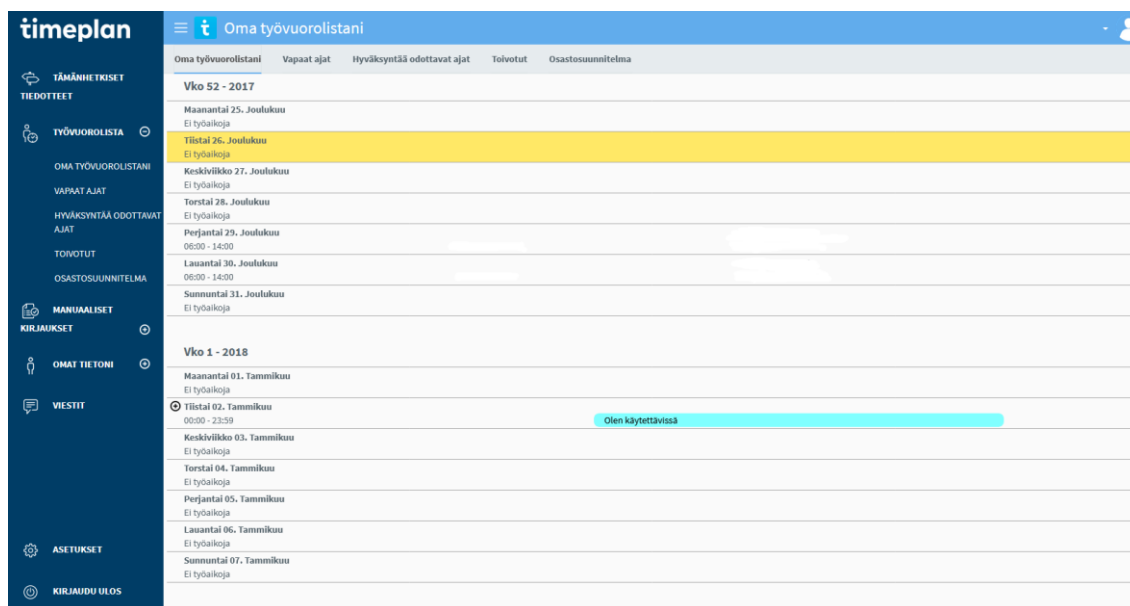 timeplan
TÄMÄNHETKISET
TIEDOTTEET
TYÖVUOROLISTA
OMA TYÖVUOROLISTANI
VAPAAT AJAT
HYVÄKSYNTÄÄ ODOTTAVAT
AJAT
TOIVOTUT
OSASTOSUUNNITELMA
MANUAALISET
KIRJAUKSET
OMAT TIETONI
VIESTIT
ASETUKSET
KIRJAUDU ULOS
t Oma työvuorolistani
Oma työvuorolistani Vapaat ajat Hyväksyntää odottavat ajat Toivotut Osastosuunnitelma
Vko 52 - 2017
Maanantai 25. Joulukuu
Ei työaikoja
Tiistai 26. Joulukuu
Ei työaikoja
Keskiviikko 27. Joulukuu
Ei työaikoja
Torstai 28. Joulukuu
Ei työaikoja
Perjantai 29. Joulukuu
06:00 - 14:00
Lauantai 30. Joulukuu
06:00 - 14:00
Sunnuntai 31. Joulukuu
Ei työaikoja
Vko 1 - 2018
Maanantai 01. Tammikuu
Ei työaikoja
Tiistai 02. Tammikuu
00:00 - 23:59 Olen käytettävissä
Keskiviikko 03. Tammikuu
Ei työaikoja
Torstai 04. Tammikuu
Ei työaikoja
Perjantai 05. Tammikuu
Ei työaikoja
Lauantai 06. Tammikuu
Ei työaikoja
Sunnuntai 07. Tammikuu
Ei työaikoja